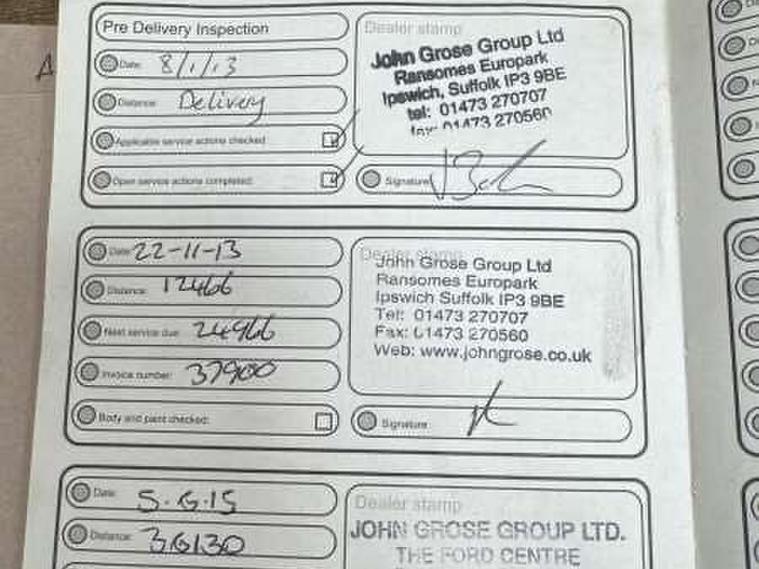 Pre Delivery Inspection
Date: 8/1/13
Distance: Delivery
Applicable service actions checked
Open service actions completed:
Dealer stamp
John Grose Group Ltd
Ransomes Europark
Ipswich, Suffolk IP3 9BE
tel: 01473 270707
fax: 01473 270560
Signature
Date: 22-11-13
Distance: 12466
Next service due: 24966
Invoice number: 37900
Body and paint checked:
Dealer stamp
John Grose Group Ltd
Ransomes Europark
Ipswich Suffolk IP3 9BE
Tel: 01473 270707
Fax: 01473 270560
Web: www.johngrose.co.uk
Signature
Date: 5.6.15
Distance: 36130
Dealer stamp
JOHN GROSE GROUP LTD.
THE FORD CENTRE
A